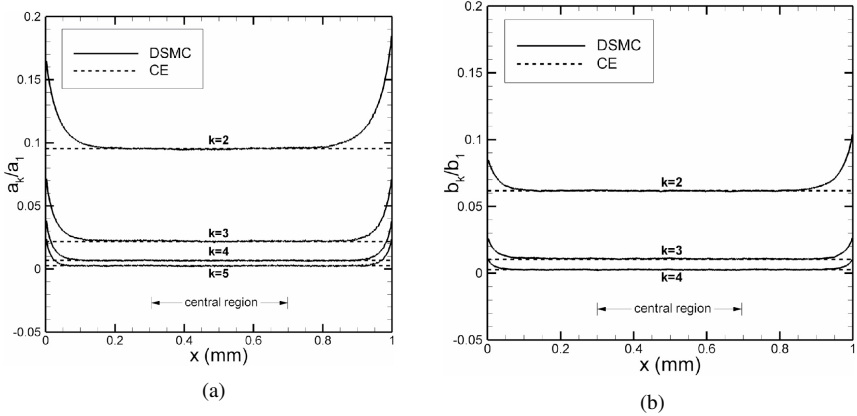 0.2
0.15
0.1
0.05
0
-0.05
a_k/a_1
DSMC
CE
k=2
k=3
k=4
k=5
central region
0 0.2 0.4 0.6 0.8 1
x (mm)
(a)
0.2
0.15
0.1
0.05
0
-0.05
b_k/b_1
DSMC
CE
k=2
k=3
k=4
central region
0 0.2 0.4 0.6 0.8 1
x (mm)
(b)